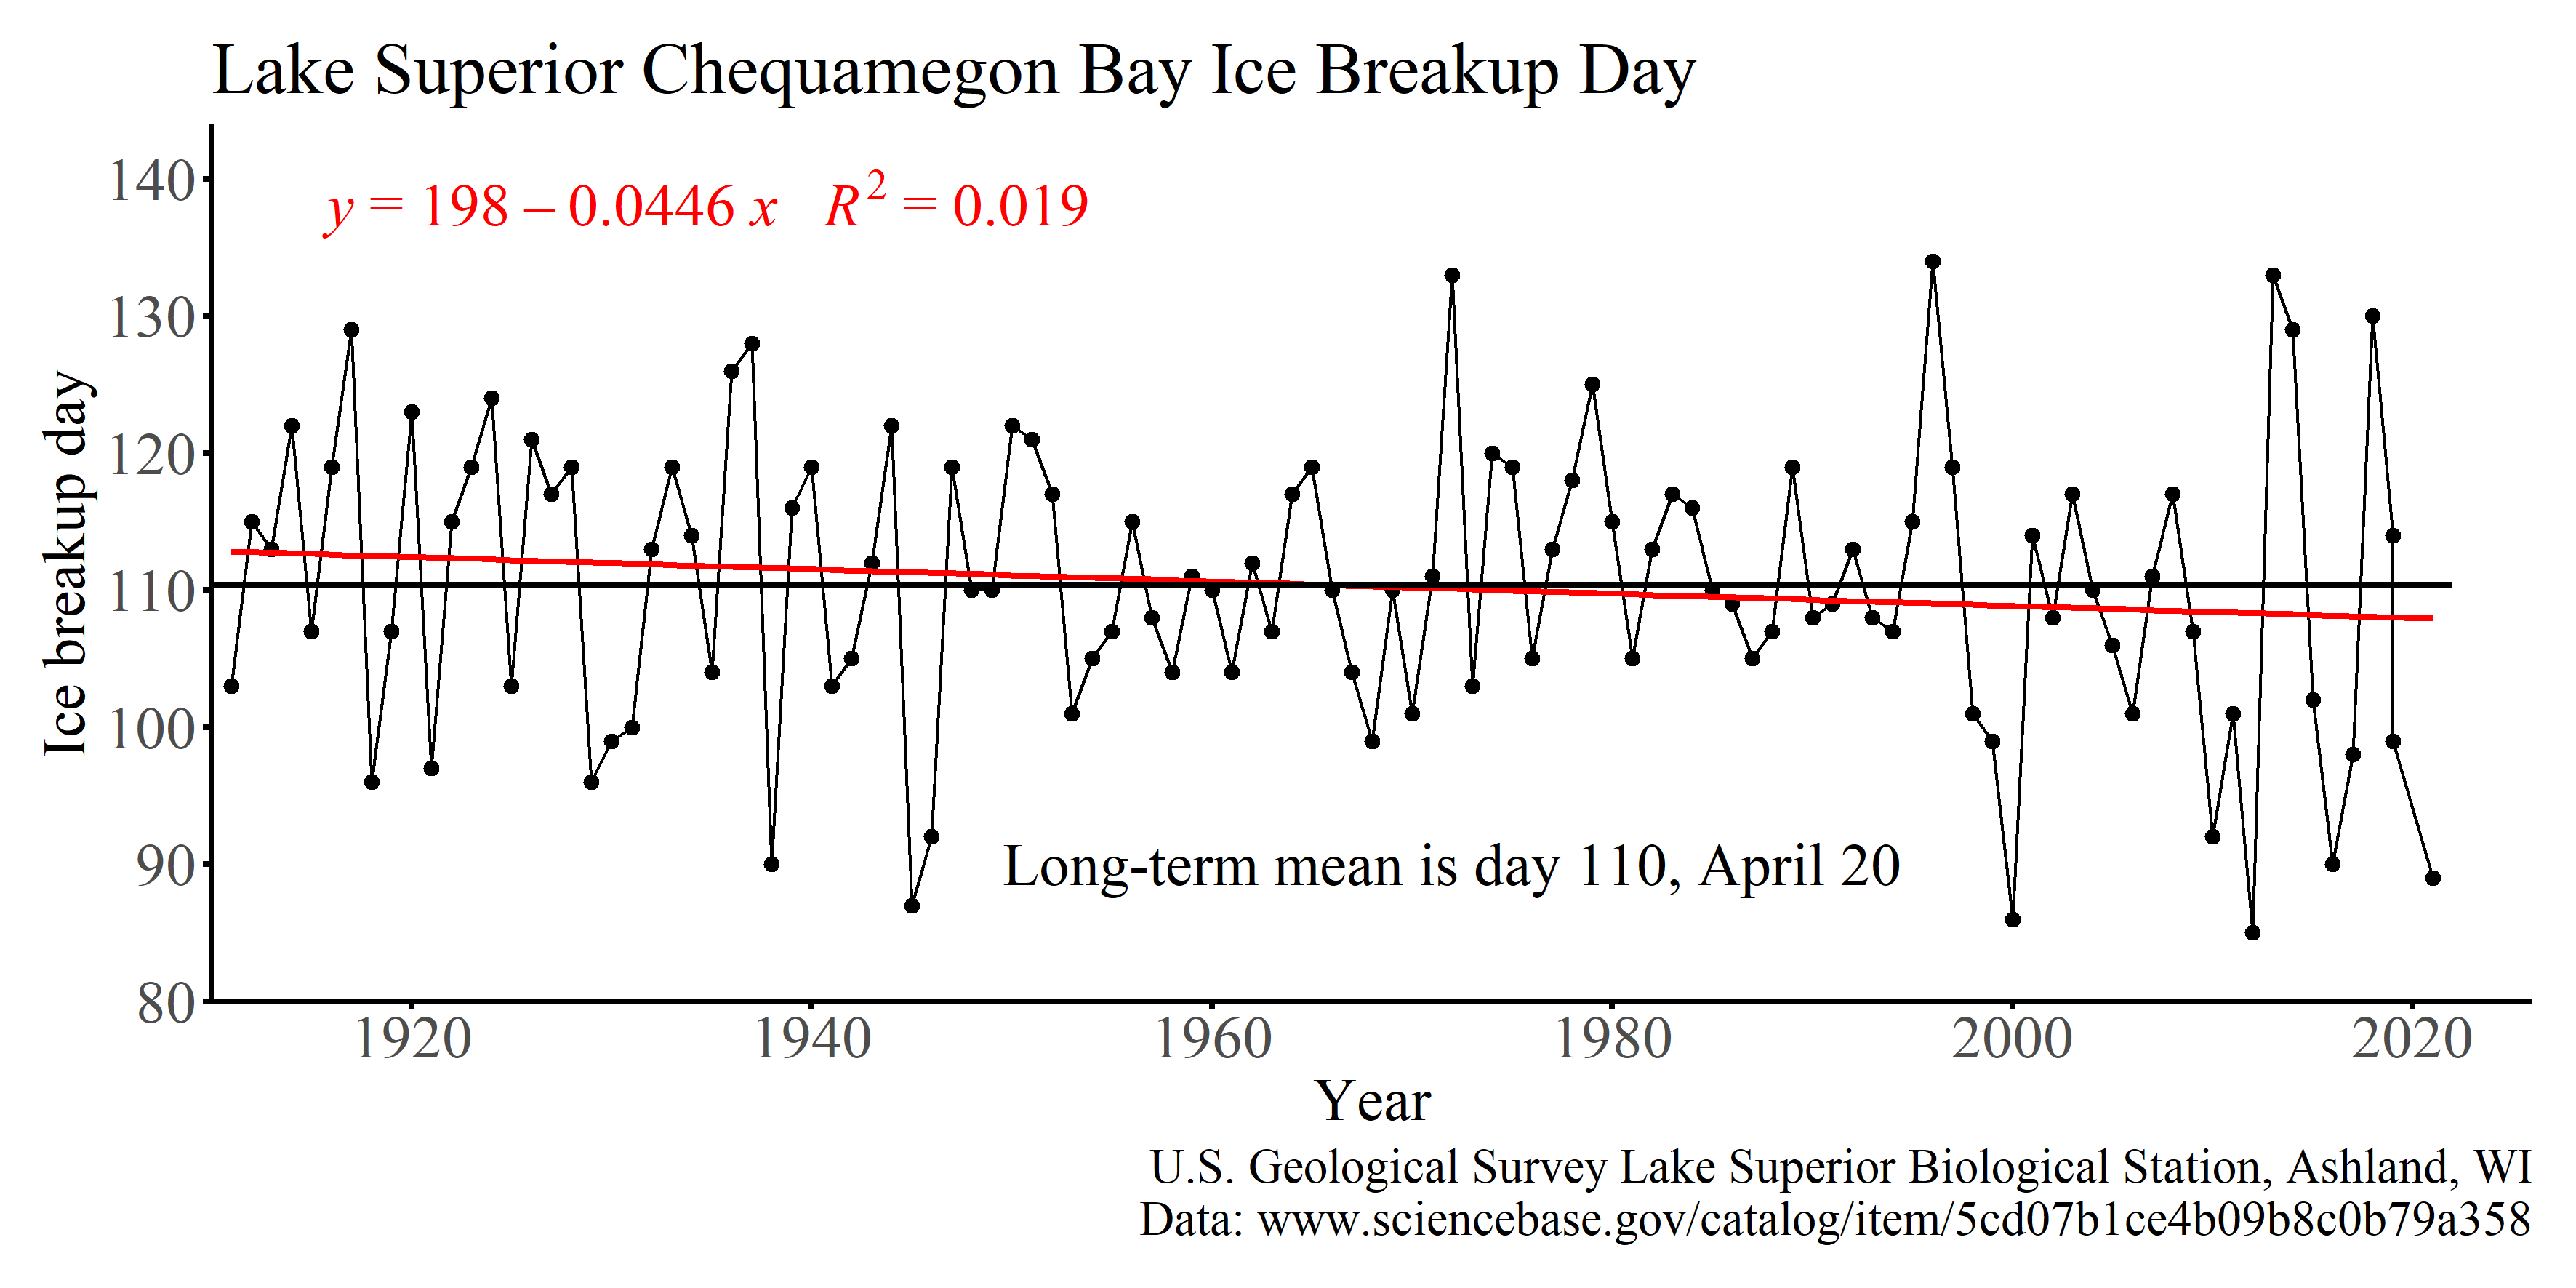 Lake Superior Chequamegon Bay Ice Breakup Day
140
y = 198 – 0.0446 x R² = 0.019
130
120
110
100
90
80
Ice breakup day
Long-term mean is day 110, April 20
1920 1940 1960 1980 2000 2020
Year
U.S. Geological Survey Lake Superior Biological Station, Ashland, WI
Data: www.sciencebase.gov/catalog/item/5cd07b1ce4b09b8c0b79a358